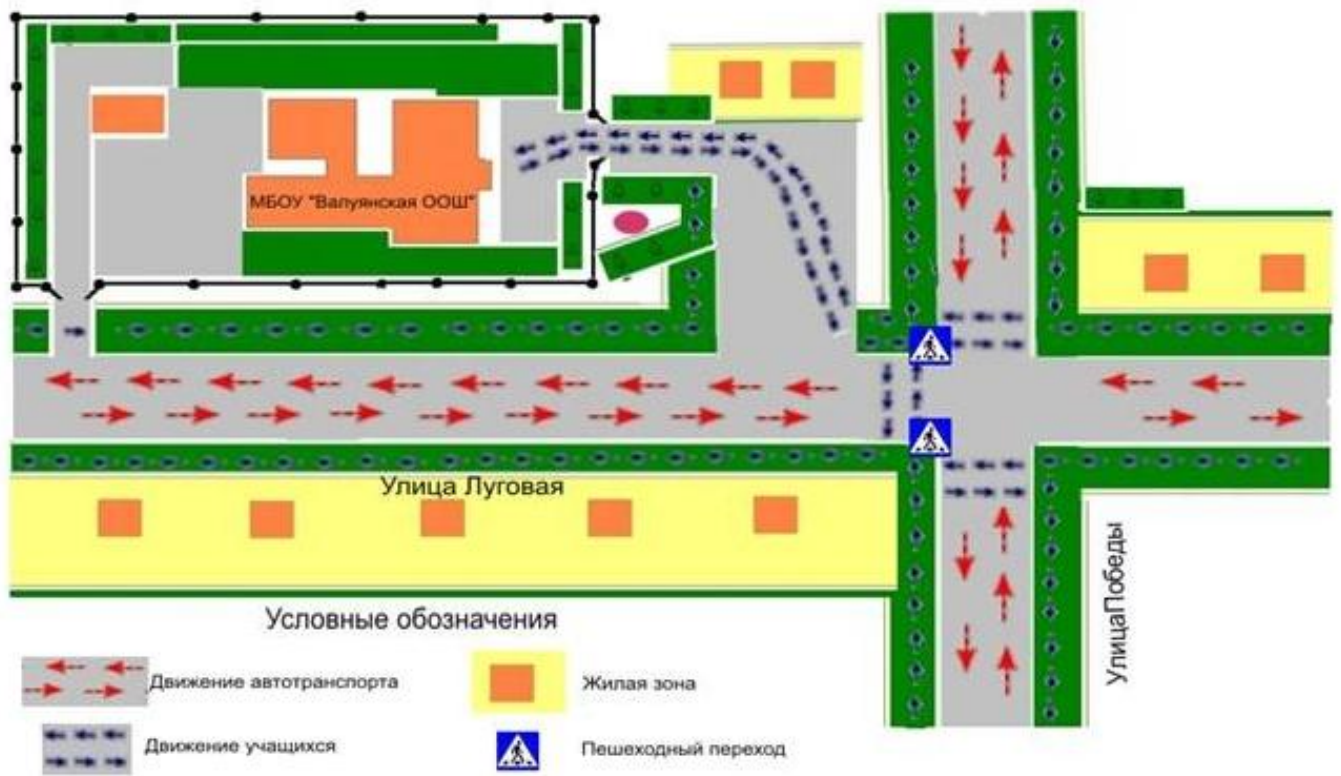 МБОУ "Валуянская ООШ"
Улица Луговая
УлицаПобеды
Условные обозначения
Движение автотранспорта
Жилая зона
Движение учащихся
Пешеходный переход